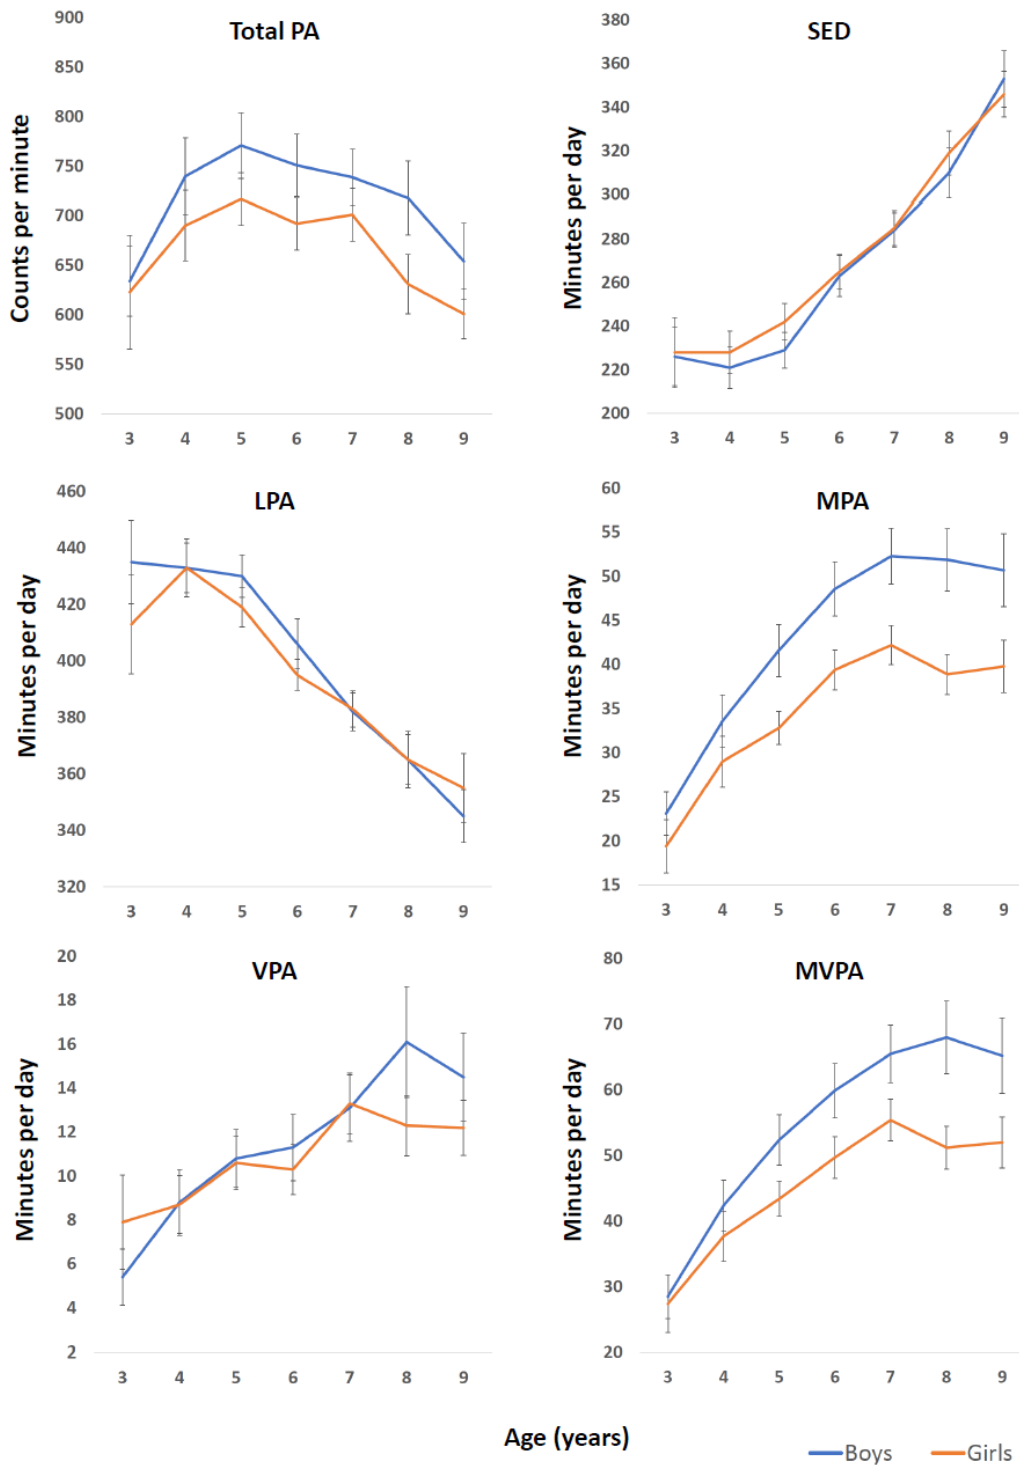 Total PA
Counts per minute
900
850
800
750
700
650
600
550
500
3 4 5 6 7 8 9
SED
Minutes per day
380
360
340
320
300
280
260
240
220
200
3 4 5 6 7 8 9
LPA
Minutes per day
460
440
420
400
380
360
340
320
3 4 5 6 7 8 9
MPA
Minutes per day
60
55
50
45
40
35
30
25
20
15
3 4 5 6 7 8 9
VPA
Minutes per day
20
18
16
14
12
10
8
6
4
2
3 4 5 6 7 8 9
MVPA
Minutes per day
80
70
60
50
40
30
20
3 4 5 6 7 8 9
Age (years)
Boys Girls